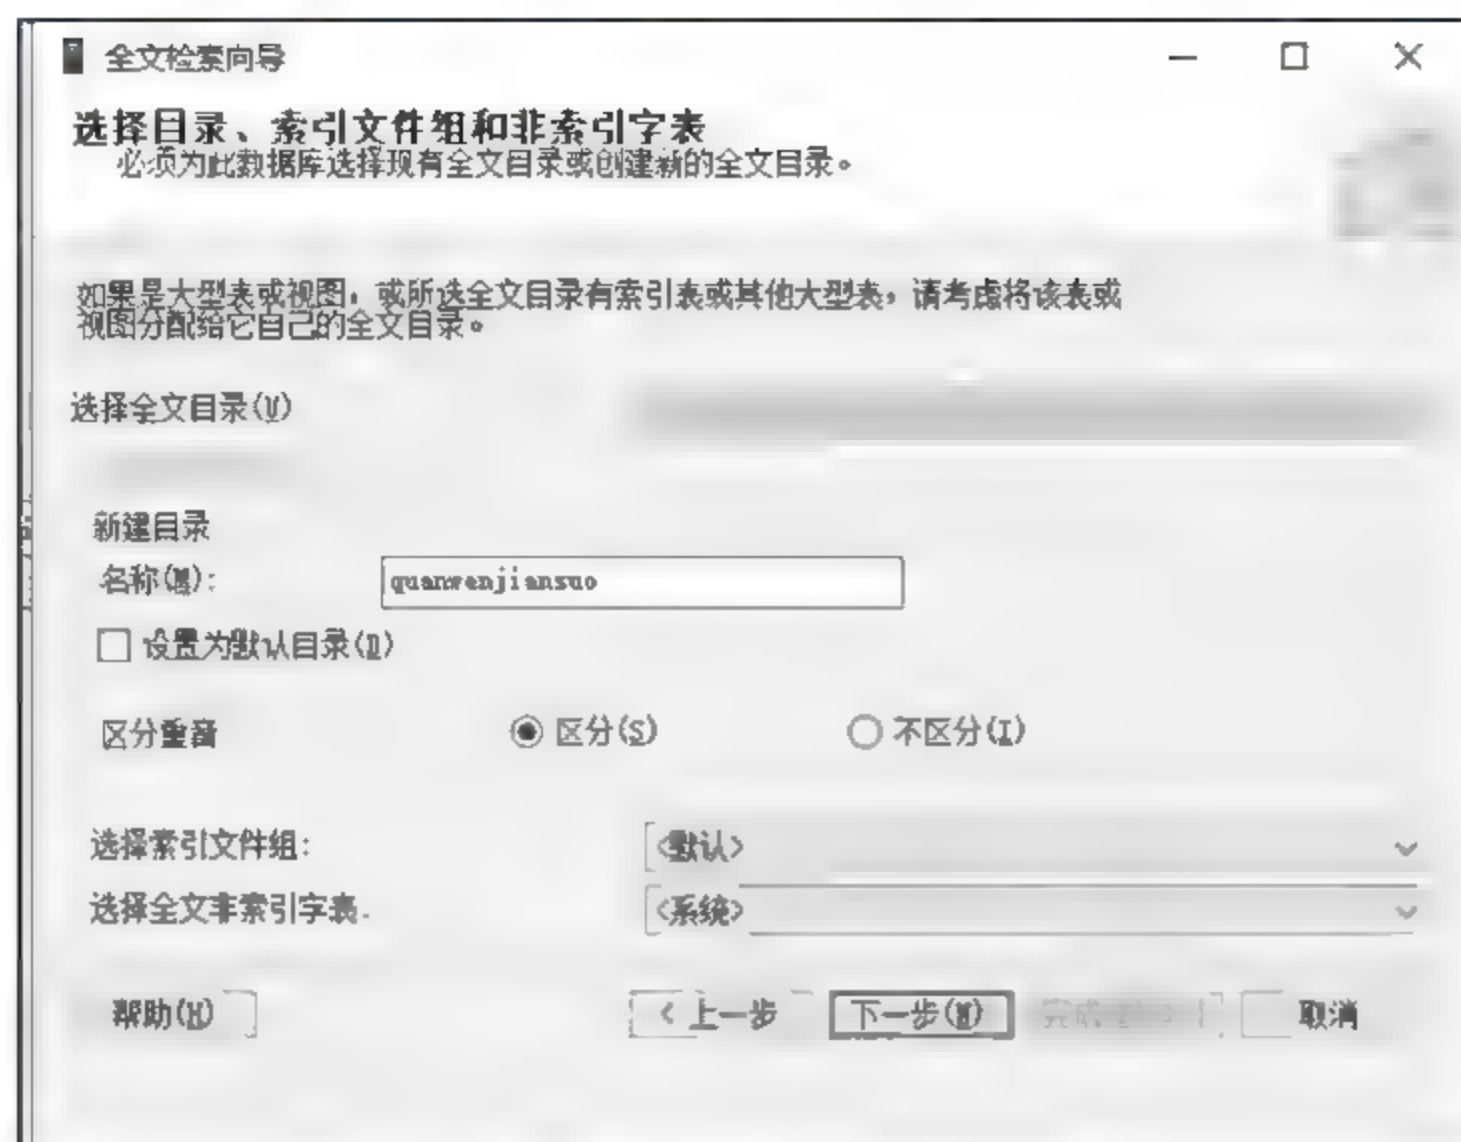 全文检索向导
选择目录、索引文件组和非索引字表
必须为此数据库选择现有全文目录或创建新的全文目录。
如果是大型表或视图，或所选全文目录有索引表或其他大型表，请考虑将该表或
视图分配给它自己的全文目录。
选择全文目录(V)
新建目录
名称(N): quanwenjiansuo
设置为默认目录(D)
区分重音 区分(S) 不区分(I)
选择索引文件组: <默认>
选择全文非索引字表. <系统>
帮助(H) < 上一步 下一步(N) 完成 取消